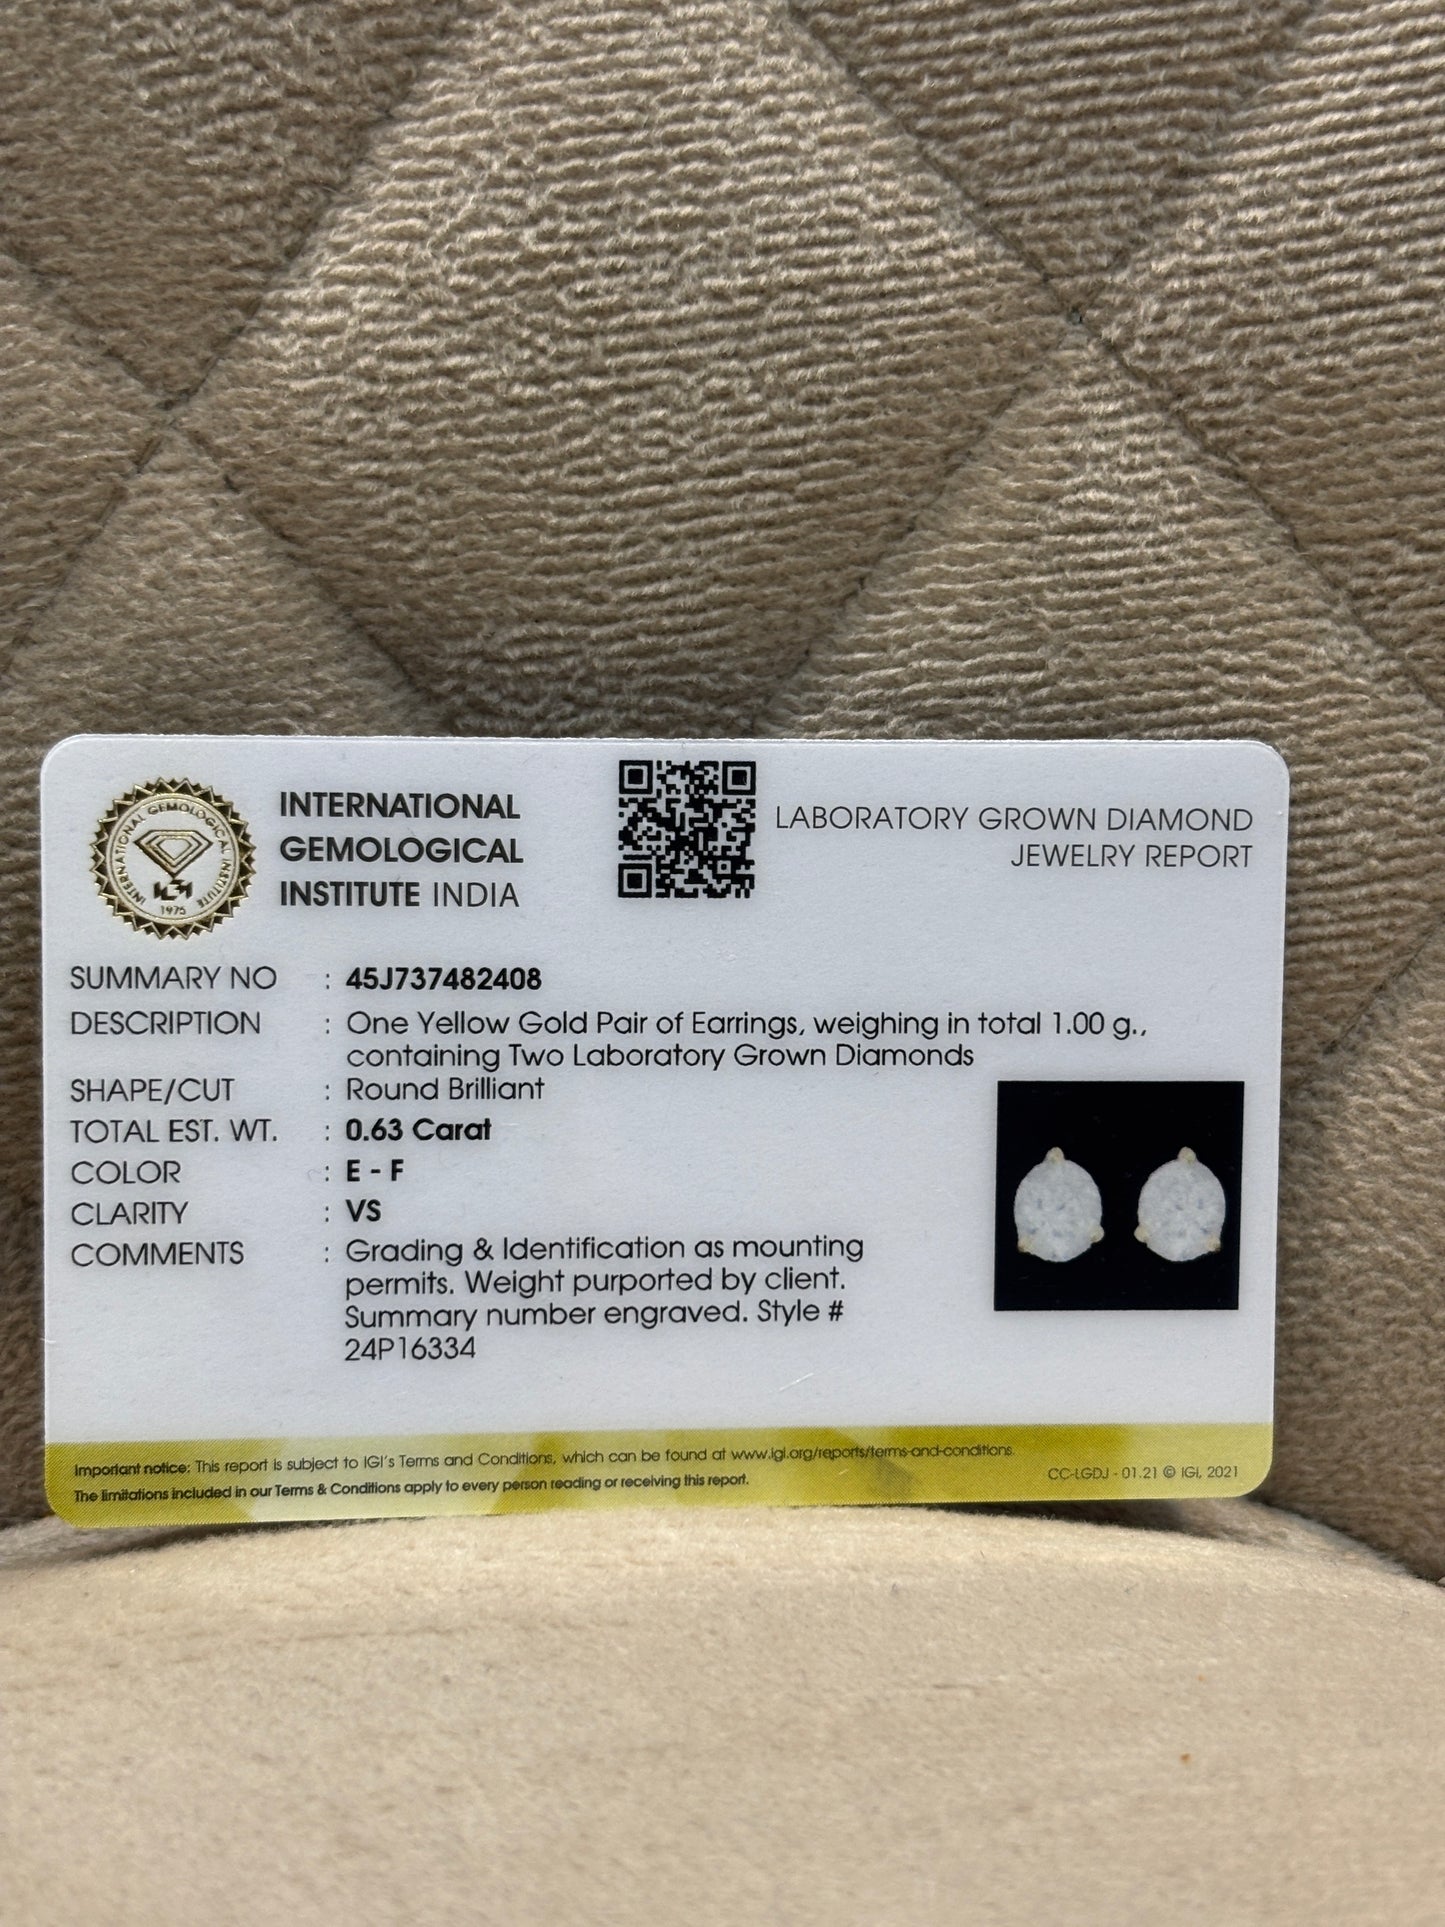 INTERNATIONAL
GEMOLOGICAL
INSTITUTE INDIA
INTERNATIONAL GEMOLOGICAL INSTITUTE
IGI
1975
LABORATORY GROWN DIAMOND
JEWELRY REPORT
SUMMARY NO : 45J737482408
DESCRIPTION : One Yellow Gold Pair of Earrings, weighing in total 1.00 g.,
containing Two Laboratory Grown Diamonds
SHAPE/CUT : Round Brilliant
TOTAL EST. WT. : 0.63 Carat
COLOR : E - F
CLARITY : VS
COMMENTS : Grading & Identification as mounting
permits. Weight purported by client.
Summary number engraved. Style #
24P16334
Important notice: This report is subject to IGI's Terms and Conditions, which can be found at www.igi.org/reports/terms-and-conditions.
The limitations included in our Terms & Conditions apply to every person reading or receiving this report.
CC-LGDJ - 01.21 © IGI, 2021